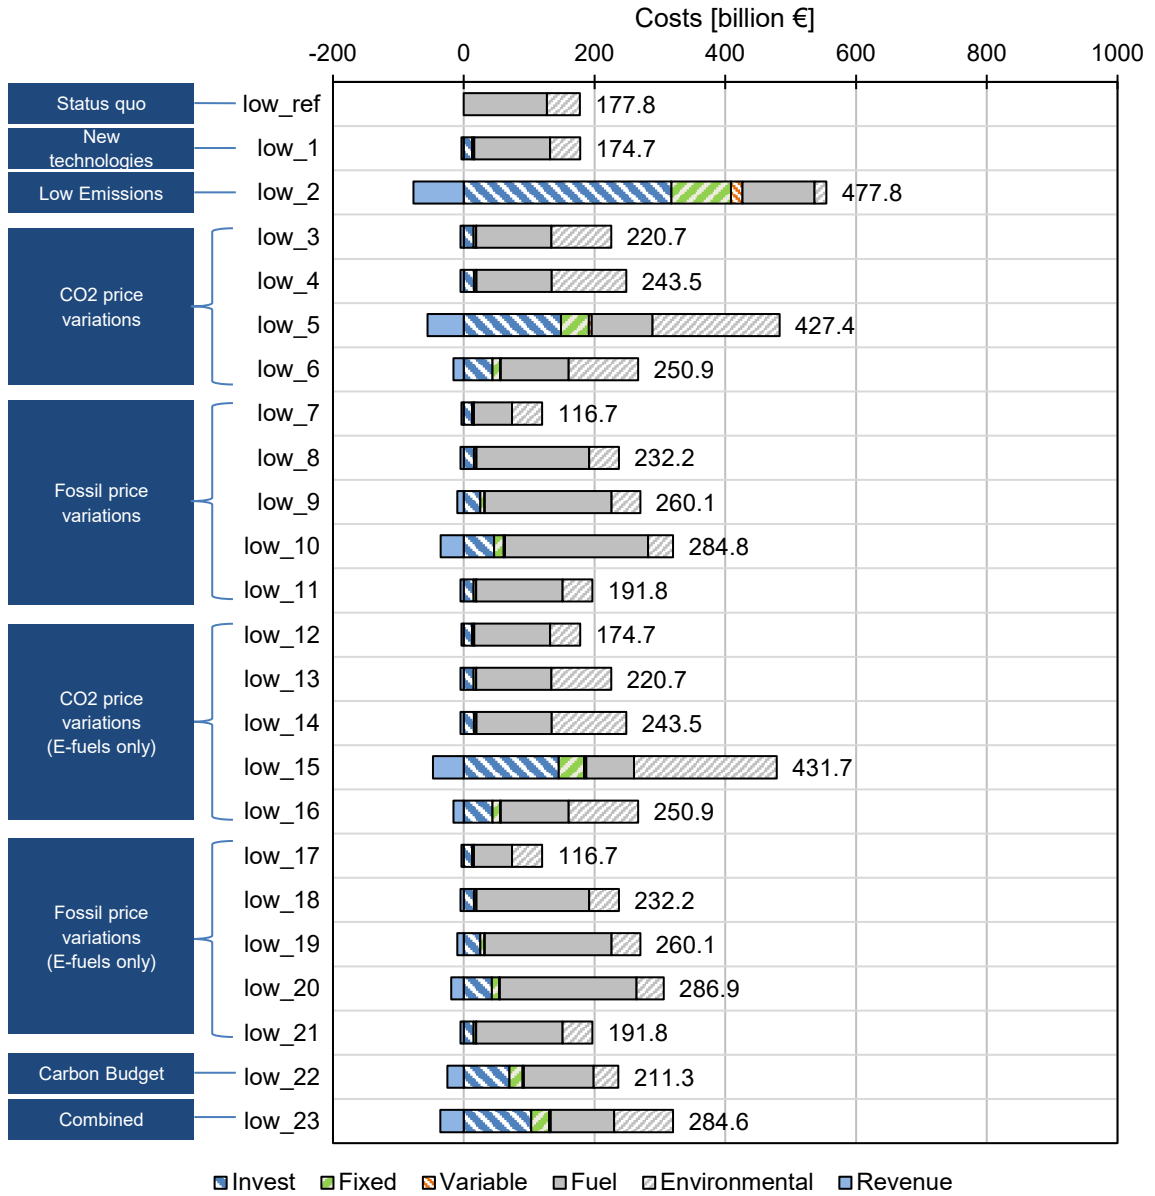 Costs [billion €]
-200 0 200 400 600 800 1000
Status quo low_ref 177.8
New
technologies low_1 174.7
Low Emissions low_2 477.8
low_3 220.7
CO2 price
variations
low_4 243.5
low_5 427.4
low_6 250.9
low_7 116.7
low_8 232.2
Fossil price
variations
low_9 260.1
low_10 284.8
low_11 191.8
low_12 174.7
low_13 220.7
CO2 price
variations
(E-fuels only)
low_14 243.5
low_15 431.7
low_16 250.9
low_17 116.7
low_18 232.2
Fossil price
variations
(E-fuels only)
low_19 260.1
low_20 286.9
low_21 191.8
Carbon Budget low_22 211.3
Combined low_23 284.6
Invest Fixed Variable Fuel Environmental Revenue